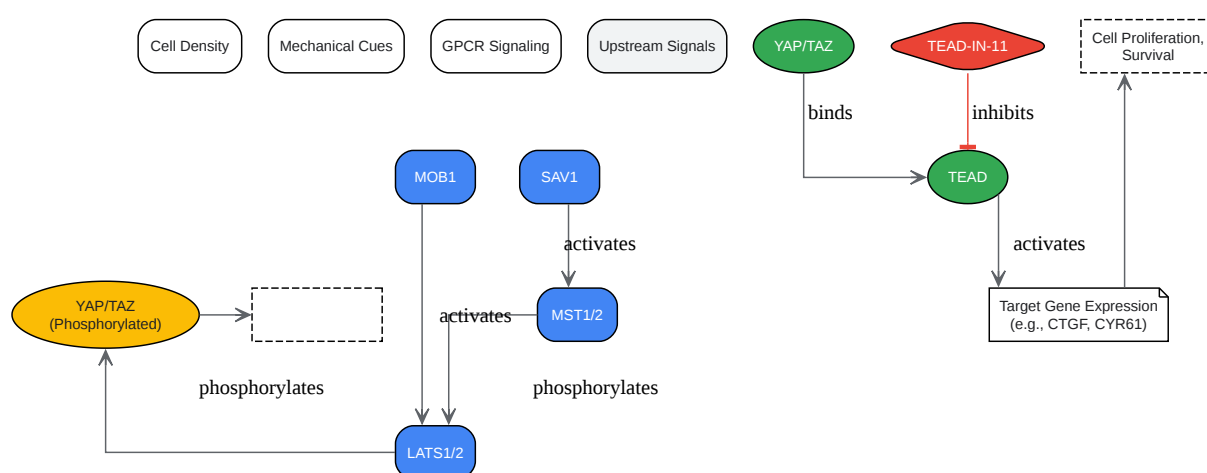 Cell Density
Mechanical Cues
GPCR Signaling
Upstream Signals
YAP/TAZ
TEAD-IN-11
Cell Proliferation,
Survival
binds
inhibits
MOB1
SAV1
TEAD
activates
activates
YAP/TAZ
(Phosphorylated)
activates
MST1/2
Target Gene Expression
(e.g., CTGF, CYR61)
phosphorylates
phosphorylates
LATS1/2